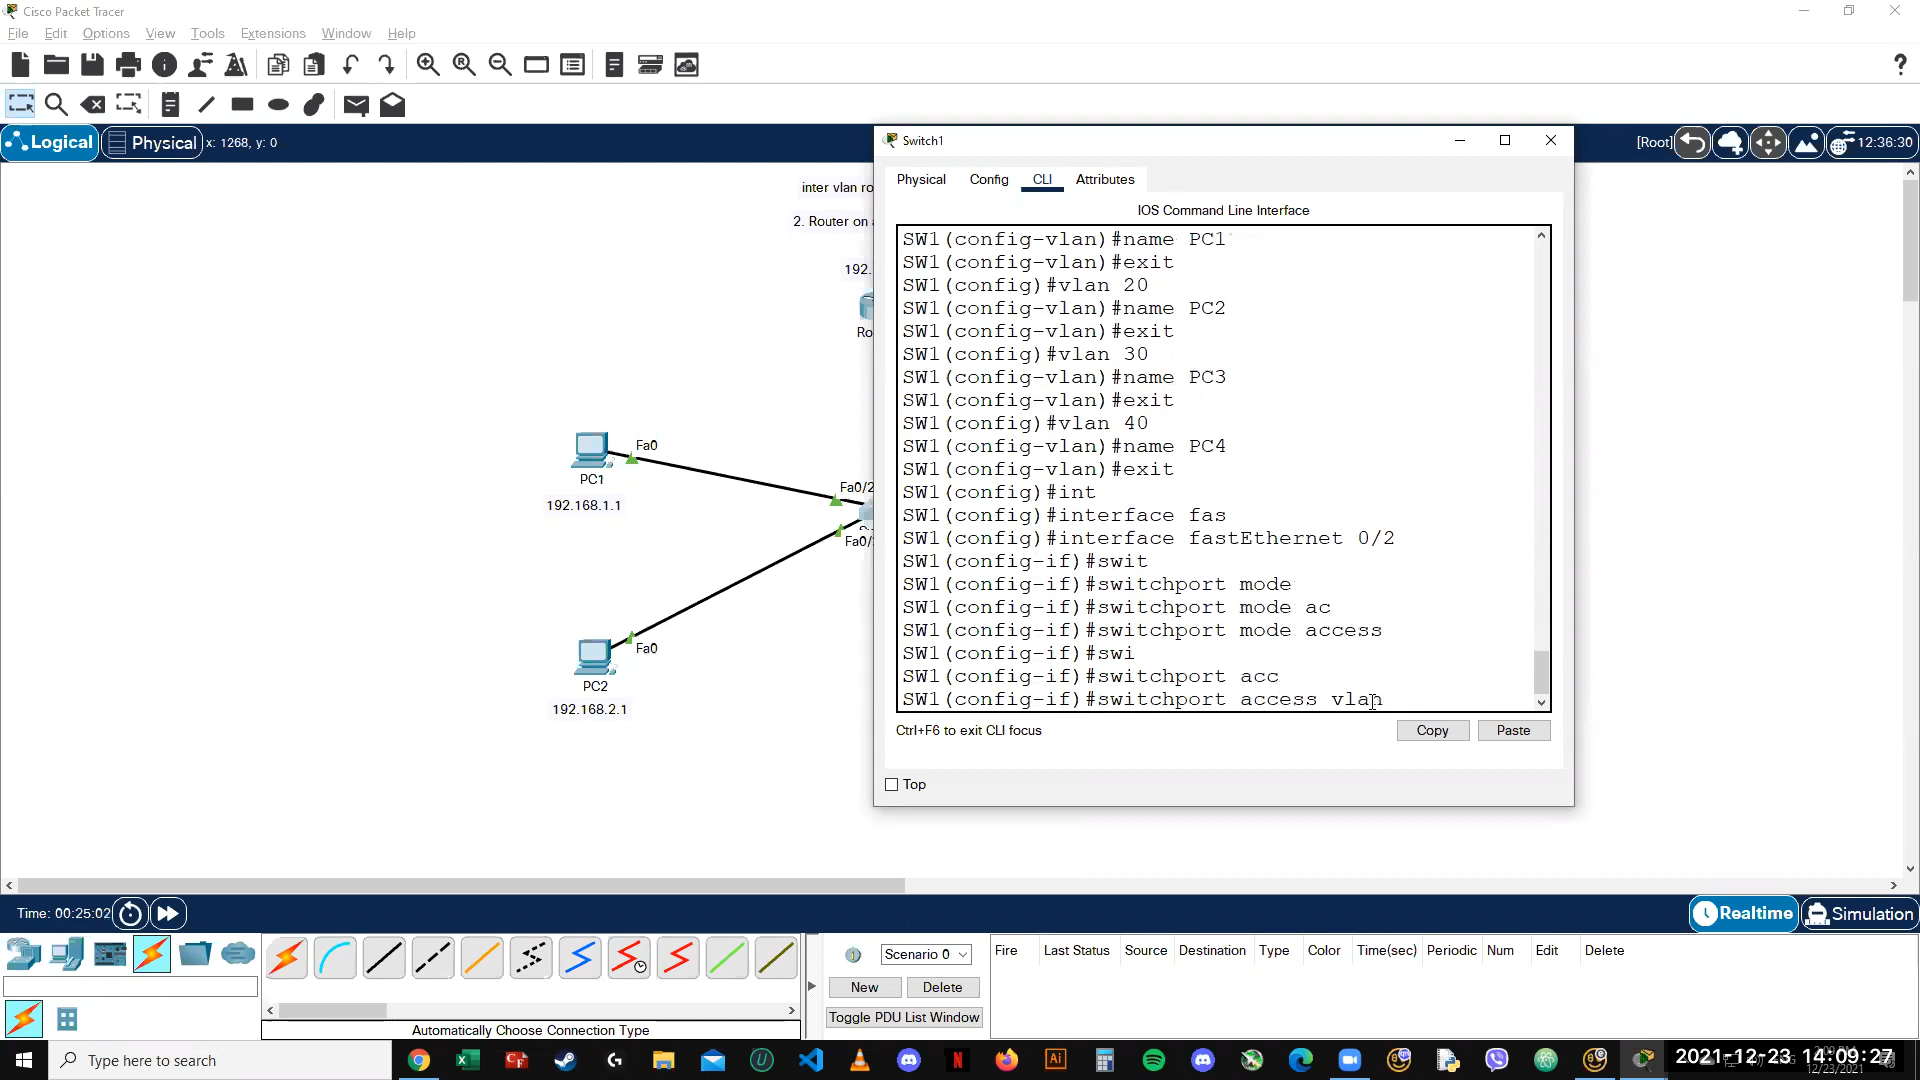 Cisco Packet Tracer
File Edit Options View Tools Extensions Window Help
Logical Physical x: 1268, y: 0
[Root] 12:36:30
inter vlan ro
2. Router on a
192.
Ro
Fa0
PC1
192.168.1.1
Fa0/2
Fa0/
Fa0
PC2
192.168.2.1
Switch1
Physical Config CLI Attributes
IOS Command Line Interface
SW1(config-vlan)#name PC1
SW1(config-vlan)#exit
SW1(config)#vlan 20
SW1(config-vlan)#name PC2
SW1(config-vlan)#exit
SW1(config)#vlan 30
SW1(config-vlan)#name PC3
SW1(config-vlan)#exit
SW1(config)#vlan 40
SW1(config-vlan)#name PC4
SW1(config-vlan)#exit
SW1(config)#int
SW1(config)#interface fas
SW1(config)#interface fastEthernet 0/2
SW1(config-if)#swit
SW1(config-if)#switchport mode
SW1(config-if)#switchport mode ac
SW1(config-if)#switchport mode access
SW1(config-if)#swi
SW1(config-if)#switchport acc
SW1(config-if)#switchport access vlan
Ctrl+F6 to exit CLI focus
Copy Paste
Top
Time: 00:25:02
Realtime Simulation
Scenario 0
New Delete
Toggle PDU List Window
Fire Last Status Source Destination Type Color Time(sec) Periodic Num Edit Delete
Automatically Choose Connection Type
Type here to search
2021-12-23 14:09:27
12/23/2021